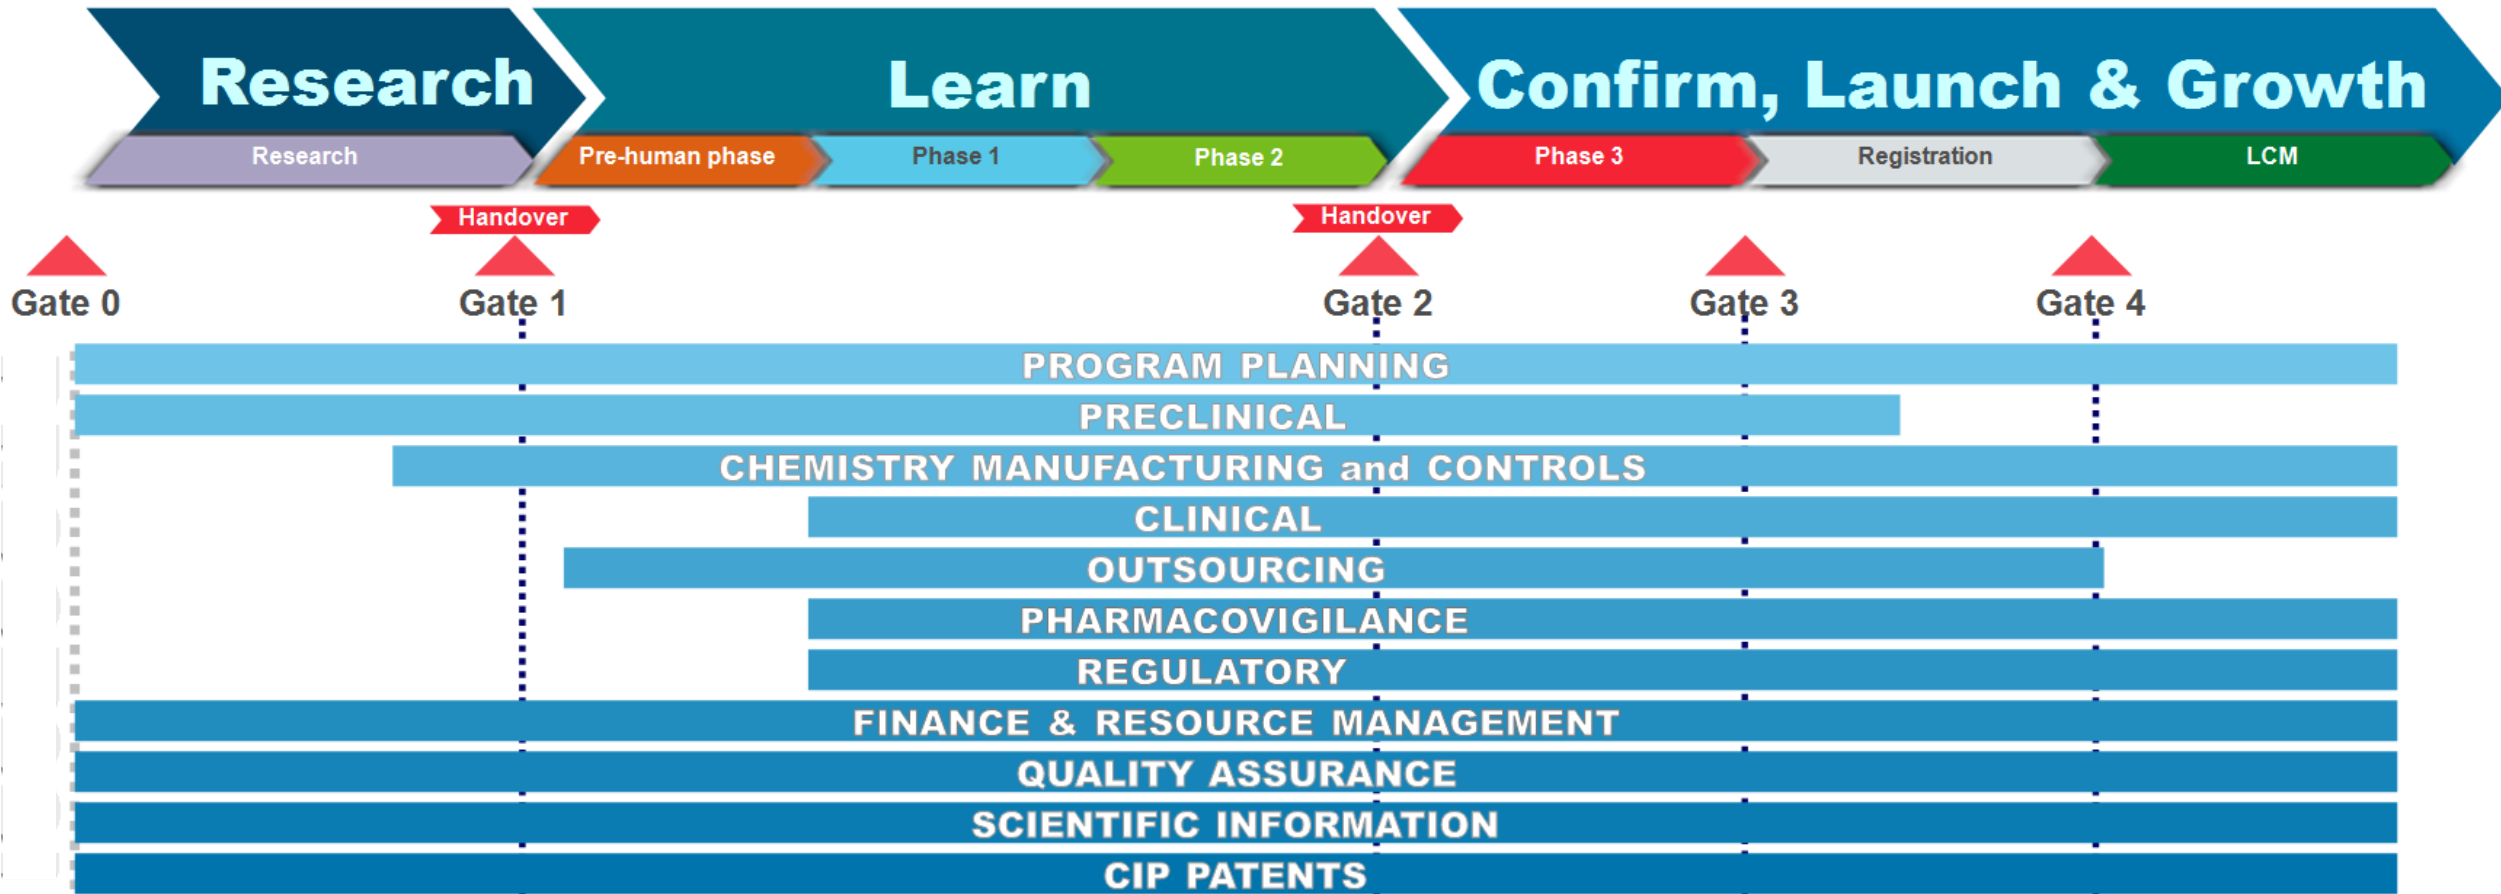 Research
Learn
Confirm, Launch & Growth
Research
Pre-human phase
Phase 1
Phase 2
Phase 3
Registration
LCM
Handover
Handover
Gate 0
Gate 1
Gate 2
Gate 3
Gate 4
PROGRAM PLANNING
PRECLINICAL
CHEMISTRY MANUFACTURING and CONTROLS
CLINICAL
OUTSOURCING
PHARMACOVIGILANCE
REGULATORY
FINANCE & RESOURCE MANAGEMENT
QUALITY ASSURANCE
SCIENTIFIC INFORMATION
CIP PATENTS